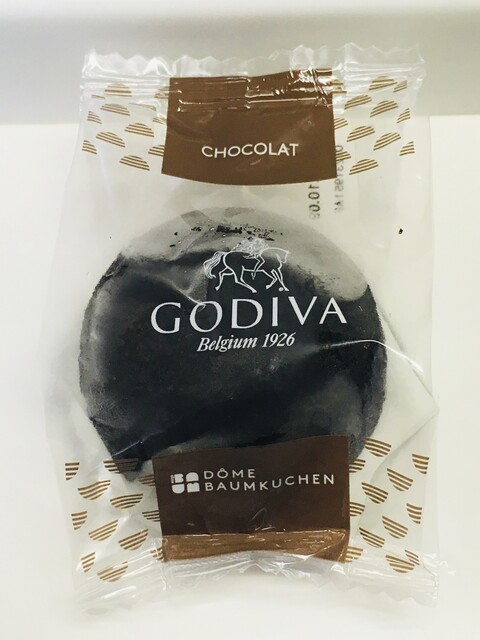 CHOCOLAT
GODIVA
Belgium 1926
DÔME
BAUMKUCHEN